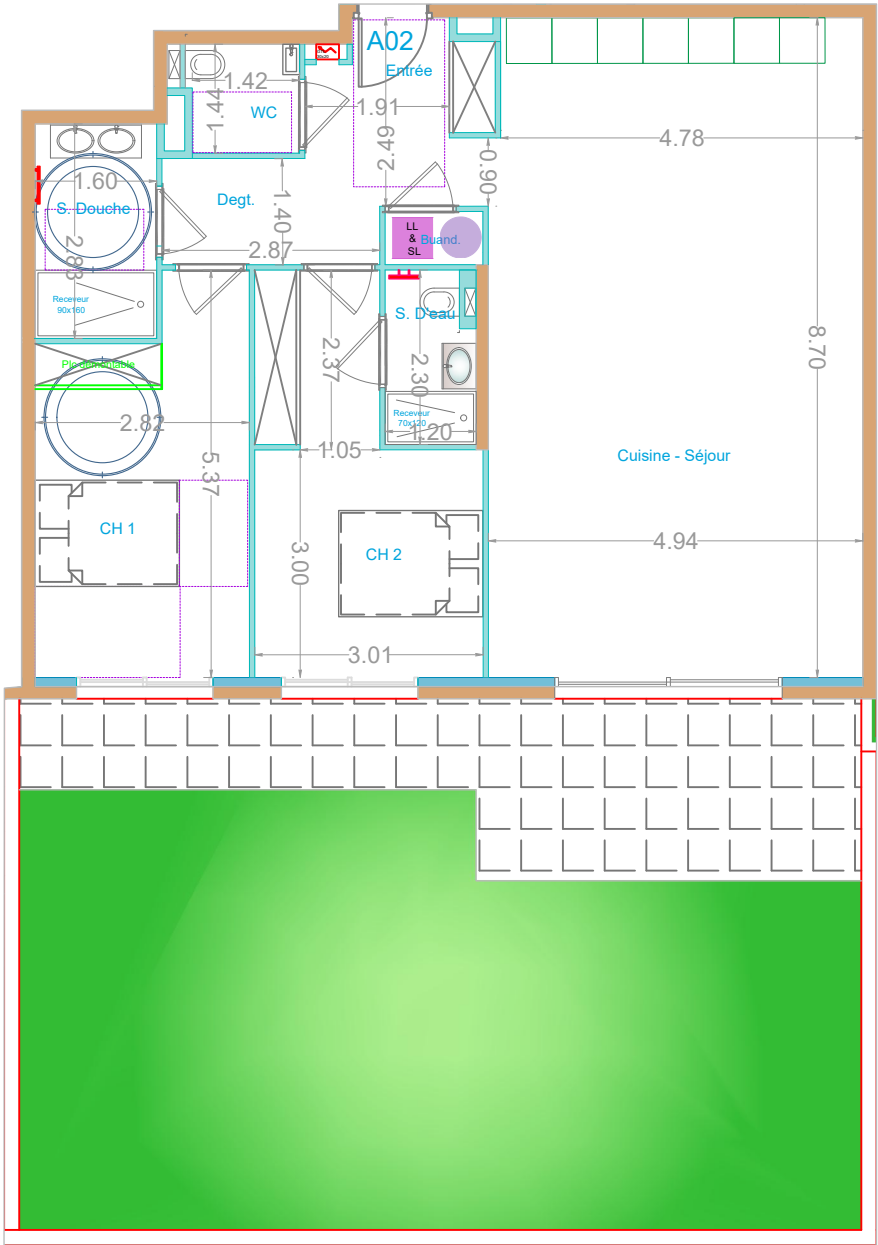 A02
Entrée
1.42
1.44
WC
1.91
2.49
4.78
0.90
1.60
S. Douche
2.83
Degt.
1.40
2.87
LL
&
SL
Buand.
Receveur
90x160
S. D'eau
2.37
2.30
8.70
2.82
Receveur
70x120
1.20
1.05
5.37
Cuisine - Séjour
CH 1
CH 2
3.00
4.94
3.01